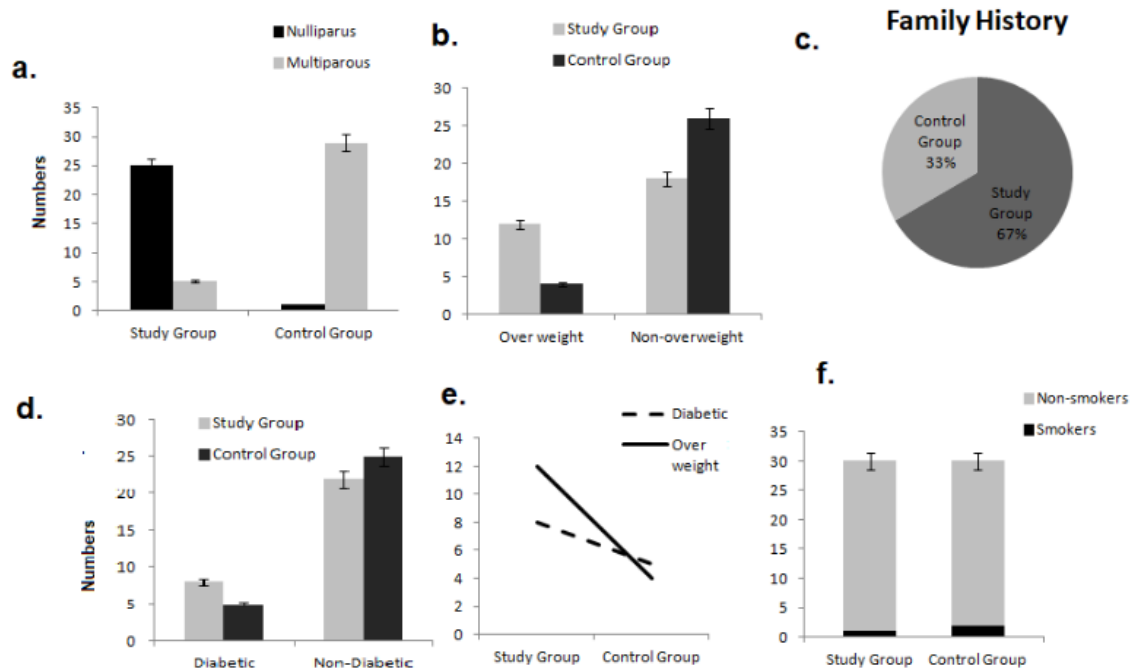 a.
Nulliparus
Multiparous
Numbers
35
30
25
20
15
10
5
0
Study Group
Control Group
b.
Study Group
Control Group
30
25
20
15
10
5
0
Over weight
Non-overweight
Family History
c.
Control
Group
33%
Study
Group
67%
d.
Study Group
Control Group
Numbers
30
25
20
15
10
5
0
Diabetic
Non-Diabetic
e.
Diabetic
Over
weight
14
12
10
8
6
4
2
0
Study Group
Control Group
f.
Non-smokers
Smokers
35
30
25
20
15
10
5
0
Study Group
Control Group